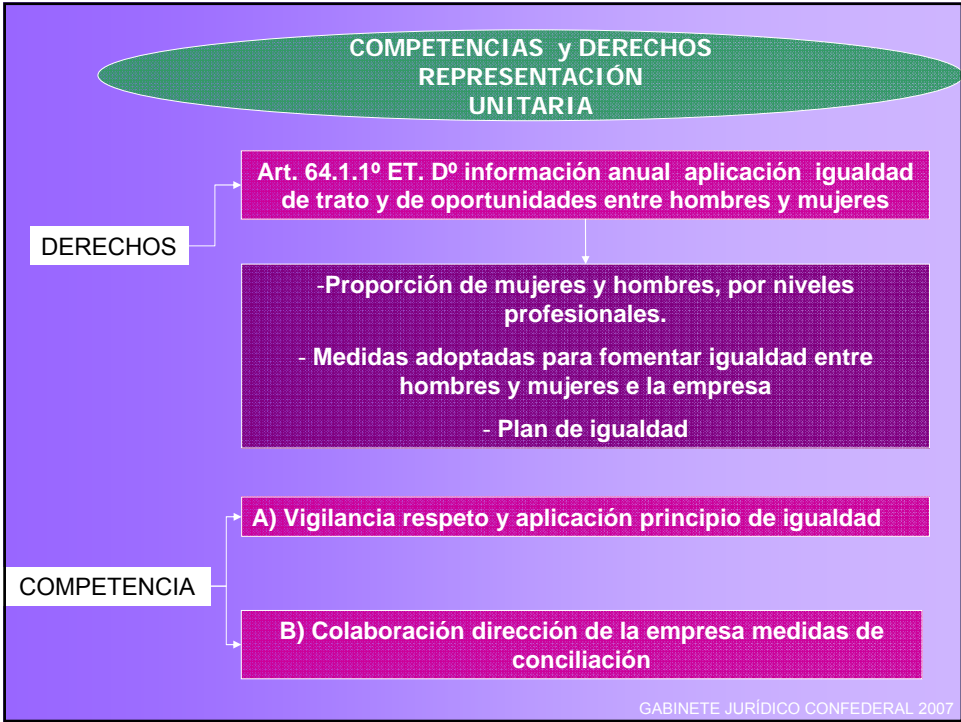 COMPETENCIAS y DERECHOS
REPRESENTACIÓN
UNITARIA
Art. 64.1.1º ET. Dº información anual aplicación igualdad
de trato y de oportunidades entre hombres y mujeres
DERECHOS
-Proporción de mujeres y hombres, por niveles
profesionales.
- Medidas adoptadas para fomentar igualdad entre
hombres y mujeres e la empresa
- Plan de igualdad
A) Vigilancia respeto y aplicación principio de igualdad
COMPETENCIA
B) Colaboración dirección de la empresa medidas de
conciliación
GABINETE JURÍDICO CONFEDERAL 2007